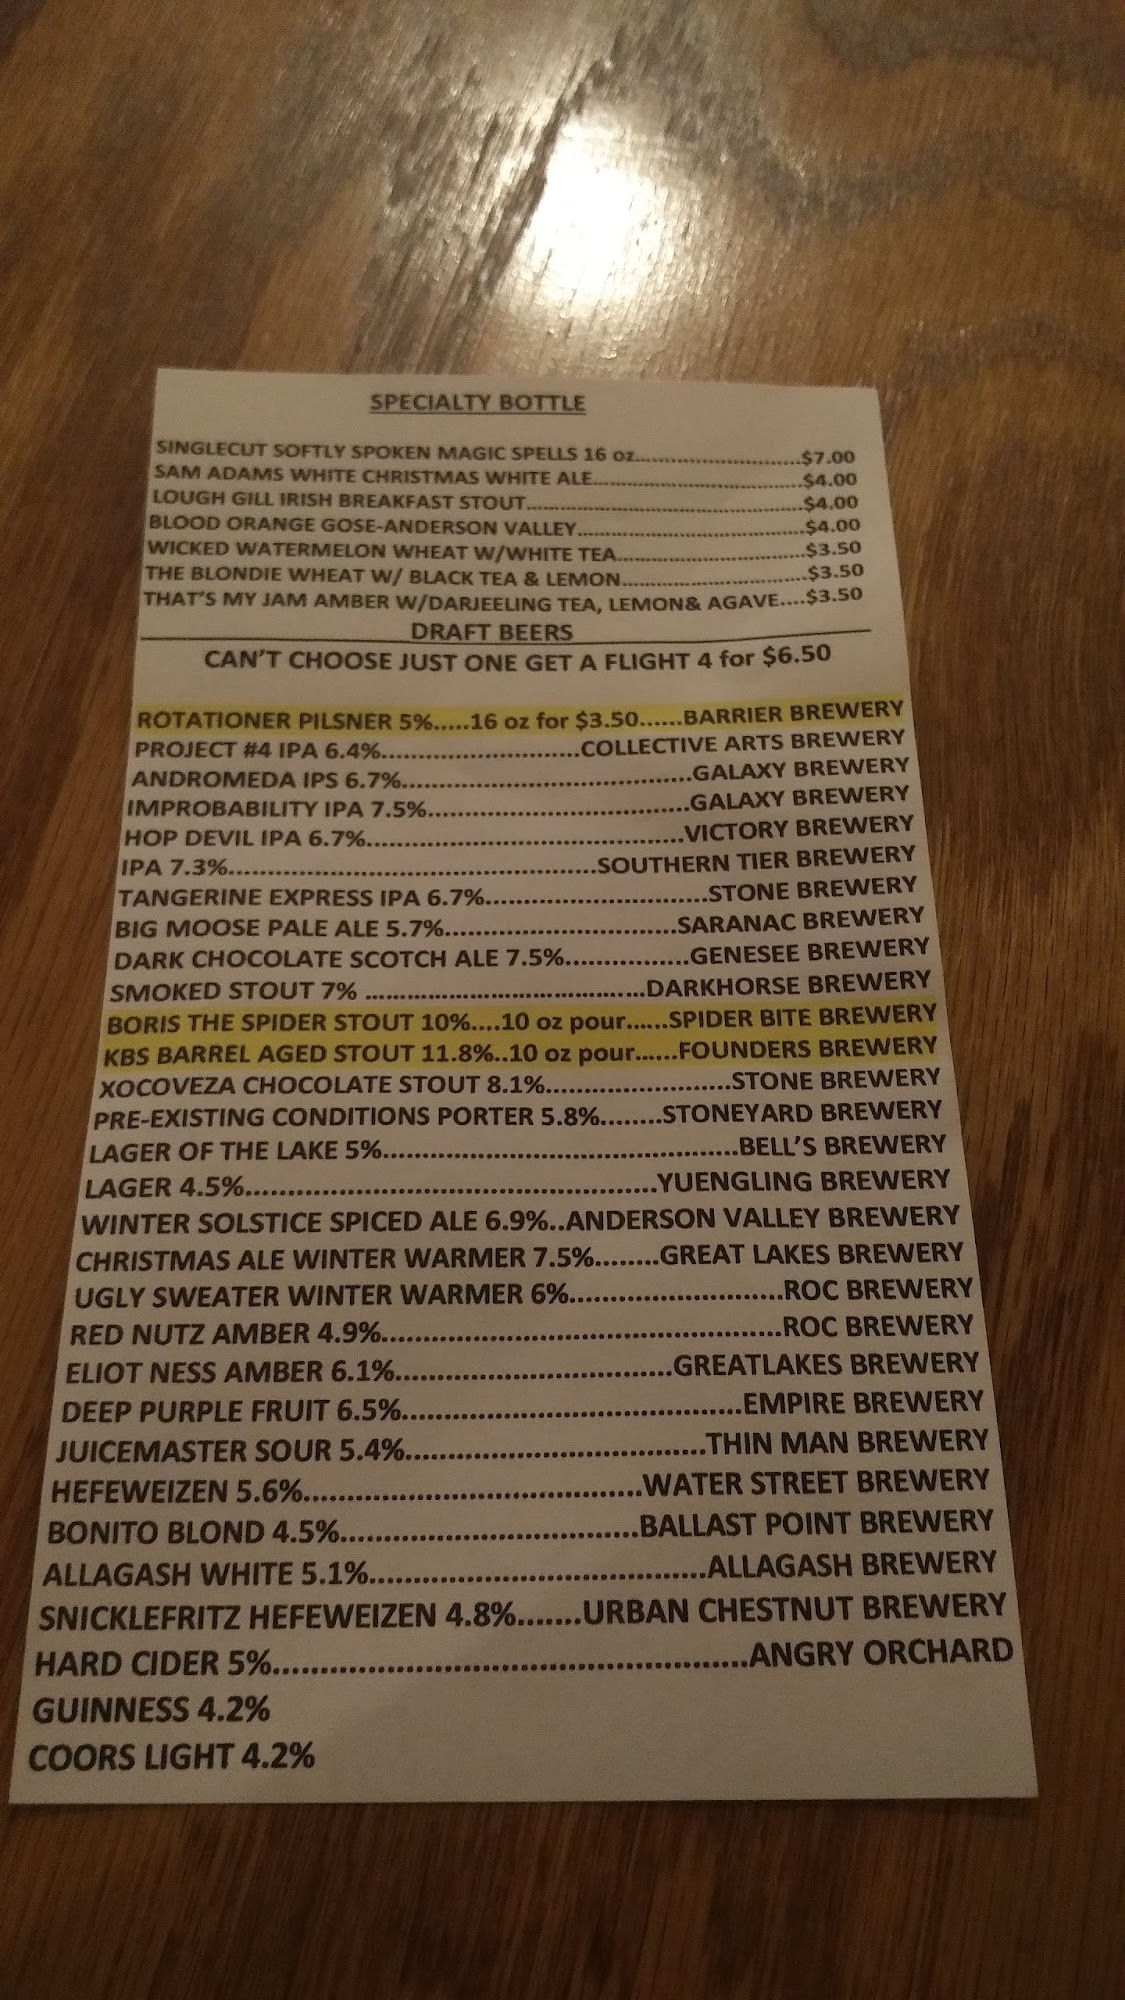 SPECIALTY BOTTLE
SINGLECUT SOFTLY SPOKEN MAGIC SPELLS 16 oz..............................$7.00
SAM ADAMS WHITE CHRISTMAS WHITE ALE......................................$4.00
LOUGH GILL IRISH BREAKFAST STOUT..................................................$4.00
BLOOD ORANGE GOSE-ANDERSON VALLEY.........................................$4.00
WICKED WATERMELON WHEAT W/WHITE TEA..................................$3.50
THE BLONDIE WHEAT W/ BLACK TEA & LEMON.................................$3.50
THAT'S MY JAM AMBER W/DARJEELING TEA, LEMON& AGAVE....$3.50
DRAFT BEERS
CAN'T CHOOSE JUST ONE GET A FLIGHT 4 for $6.50
ROTATIONER PILSNER 5%.....16 oz for $3.50......BARRIER BREWERY
PROJECT #4 IPA 6.4%............................COLLECTIVE ARTS BREWERY
ANDROMEDA IPS 6.7%.........................................GALAXY BREWERY
IMPROBABILITY IPA 7.5%.....................................GALAXY BREWERY
HOP DEVIL IPA 6.7%.............................................VICTORY BREWERY
IPA 7.3%....................................................SOUTHERN TIER BREWERY
TANGERINE EXPRESS IPA 6.7%...............................STONE BREWERY
BIG MOOSE PALE ALE 5.7%................................SARANAC BREWERY
DARK CHOCOLATE SCOTCH ALE 7.5%.................GENESEE BREWERY
SMOKED STOUT 7% .......................................DARKHORSE BREWERY
BORIS THE SPIDER STOUT 10%....10 oz pour......SPIDER BITE BREWERY
KBS BARREL AGED STOUT 11.8%..10 oz pour......FOUNDERS BREWERY
XOCOVEZA CHOCOLATE STOUT 8.1%.........................STONE BREWERY
PRE-EXISTING CONDITIONS PORTER 5.8%........STONEYARD BREWERY
LAGER OF THE LAKE 5%................................................BELL'S BREWERY
LAGER 4.5%........................................................YUENGLING BREWERY
WINTER SOLSTICE SPICED ALE 6.9%..ANDERSON VALLEY BREWERY
CHRISTMAS ALE WINTER WARMER 7.5%........GREAT LAKES BREWERY
UGLY SWEATER WINTER WARMER 6%............................ROC BREWERY
RED NUTZ AMBER 4.9%.....................................................ROC BREWERY
ELIOT NESS AMBER 6.1%.....................................GREATLAKES BREWERY
DEEP PURPLE FRUIT 6.5%.............................................EMPIRE BREWERY
JUICEMASTER SOUR 5.4%........................................THIN MAN BREWERY
HEFEWEIZEN 5.6%............................................WATER STREET BREWERY
BONITO BLOND 4.5%.......................................BALLAST POINT BREWERY
ALLAGASH WHITE 5.1%............................................ALLAGASH BREWERY
SNICKLEFRITZ HEFEWEIZEN 4.8%.......URBAN CHESTNUT BREWERY
HARD CIDER 5%..........................................................ANGRY ORCHARD
GUINNESS 4.2%
COORS LIGHT 4.2%